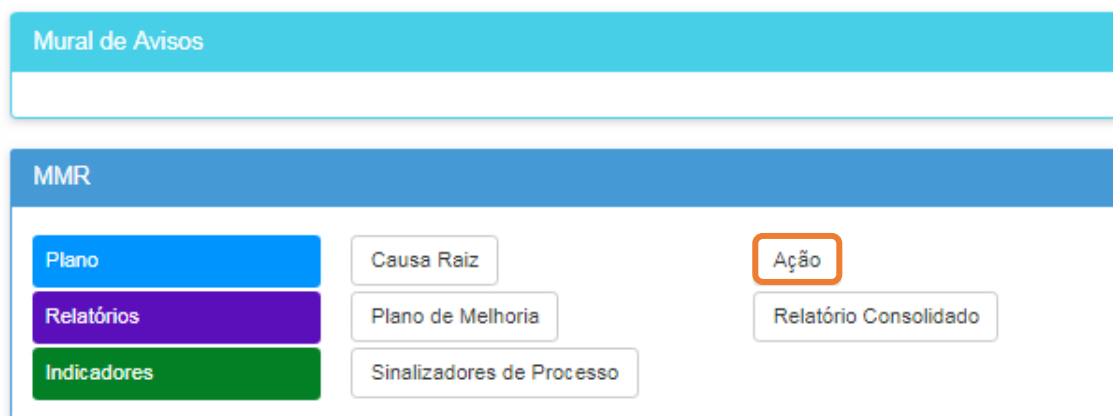 Mural de Avisos
MMR
Plano Causa Raiz Ação
Relatórios Plano de Melhoria Relatório Consolidado
Indicadores Sinalizadores de Processo